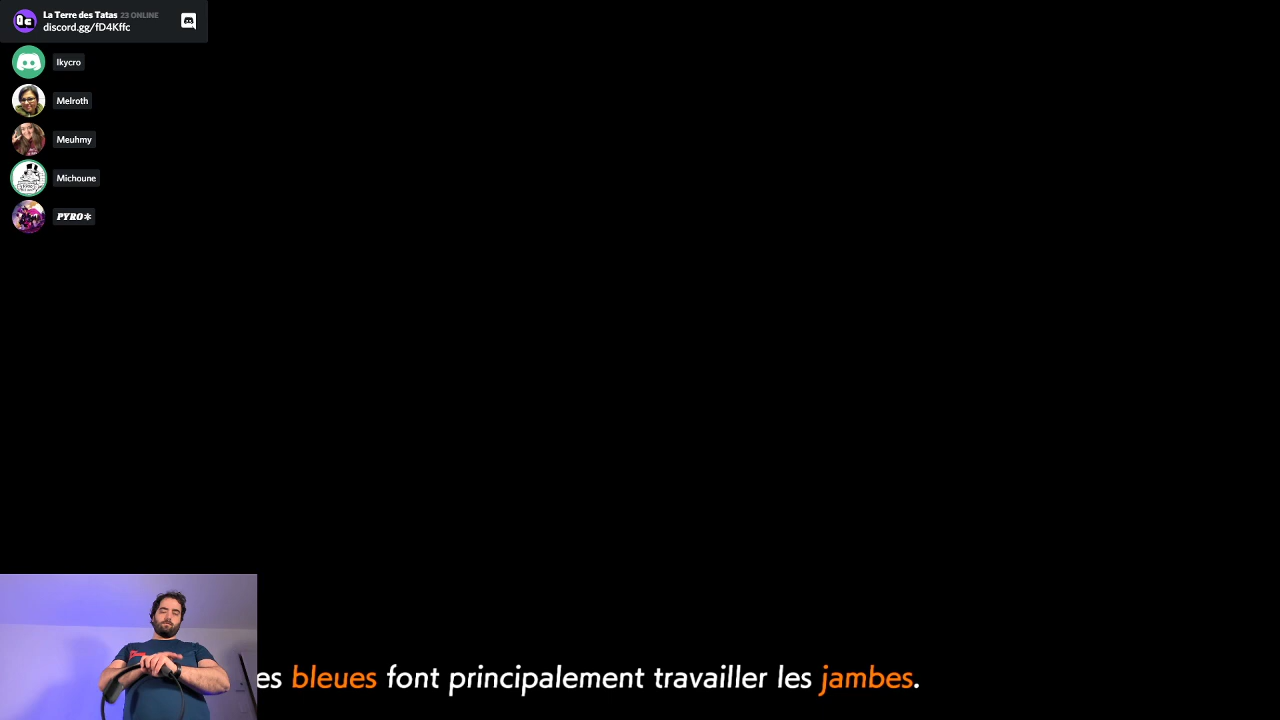 La Terre des Tatas 23 ONLINE
discord.gg/fD4Kffc
Ikycro
Melroth
Meuhmy
Michoune
PYRO*
es bleues font principalement travailler les jambes.